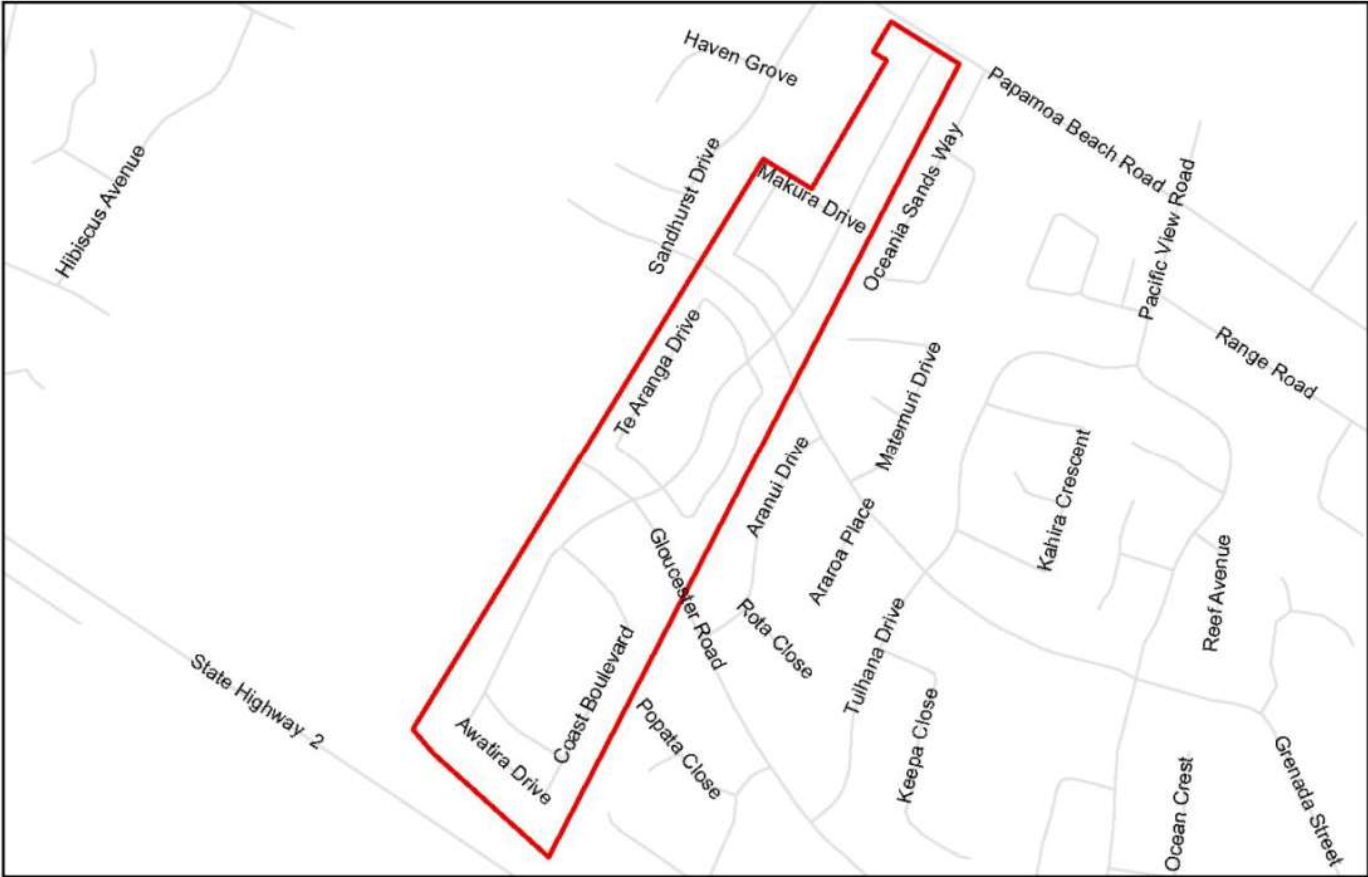 Haven Grove
Papamoa Beach Road
Hibiscus Avenue
Sandhurst Drive
Makura Drive
Oceania Sands Way
Pacific View Road
Range Road
Te Aranga Drive
Matemuri Drive
Aranui Drive
Kahira Crescent
Araroa Place
Gloucester Road
Reef Avenue
Rota Close
Tuihana Drive
State Highway 2
Coast Boulevard
Awatira Drive
Popata Close
Keepa Close
Ocean Crest
Grenada Street